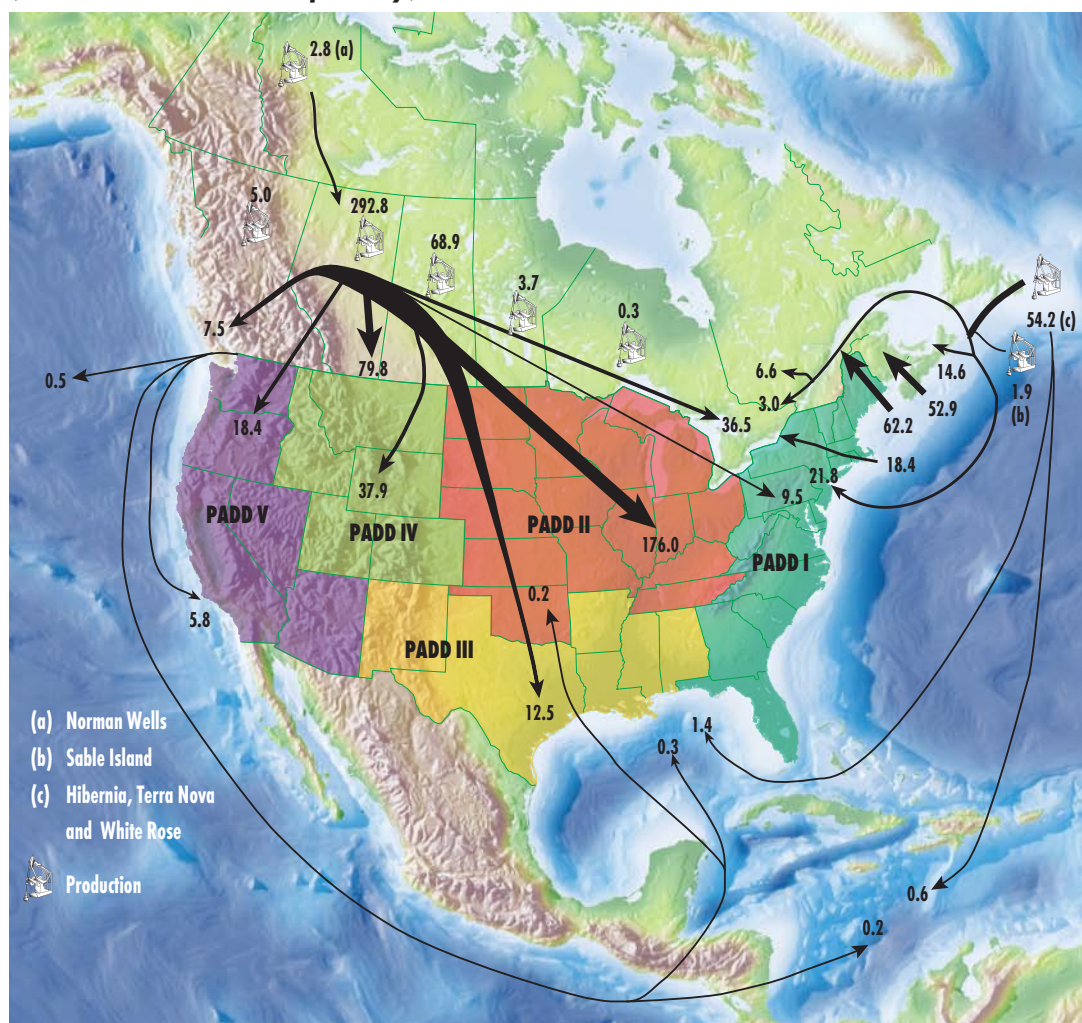 2.8 (a)
5.0
292.8
68.9
3.7
0.3
54.2 (c)
7.5
79.8
6.6
14.6
1.9
(b)
0.5
3.0
52.9
18.4
36.5
62.2
18.4
21.8
37.9
9.5
PADD V
PADD IV
PADD II
176.0
PADD I
0.2
5.8
PADD III
12.5
1.4
0.3
(a) Norman Wells
(b) Sable Island
(c) Hibernia, Terra Nova
and White Rose
Production
0.6
0.2